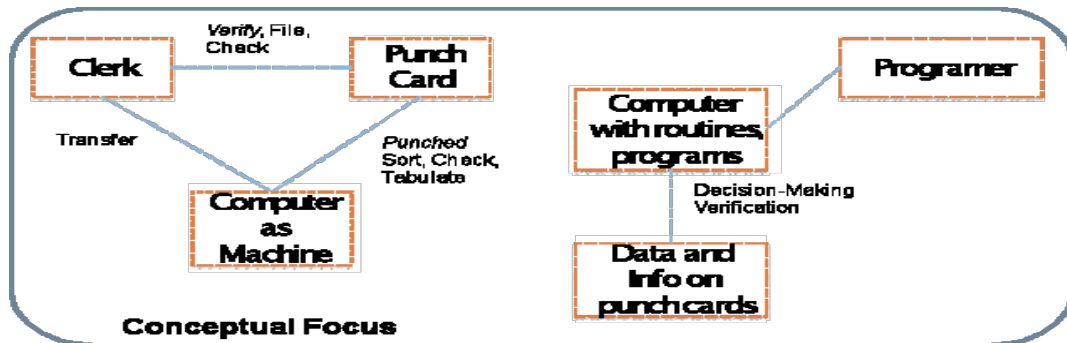 Verify, File,
Check
Clerk
Punch
Card
Transfer
Punched
Sort, Check,
Tabulate
Computer
as
Machine
Programer
Computer
with routines,
programs
Decision-Making
Verification
Data and
Info on
punch cards
Conceptual Focus